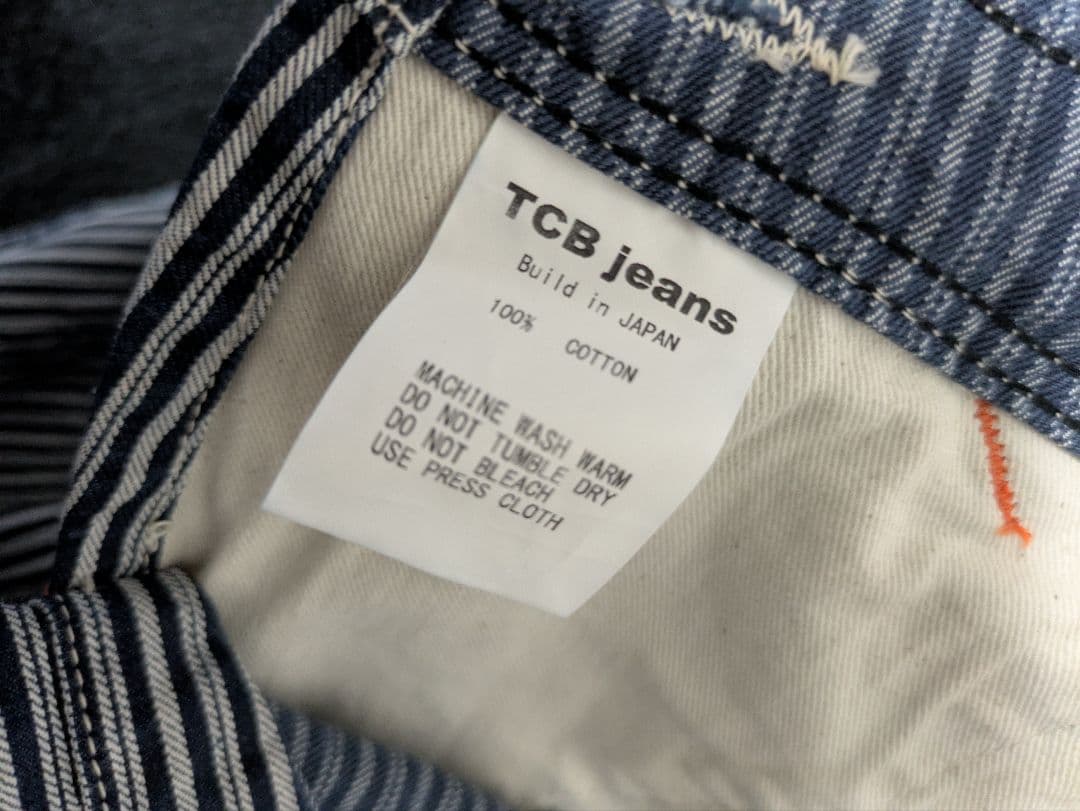 TCB jeans
Build in JAPAN
100% COTTON
MACHINE WASH WARM
DO NOT TUMBLE DRY
DO NOT BLEACH
USE PRESS CLOTH